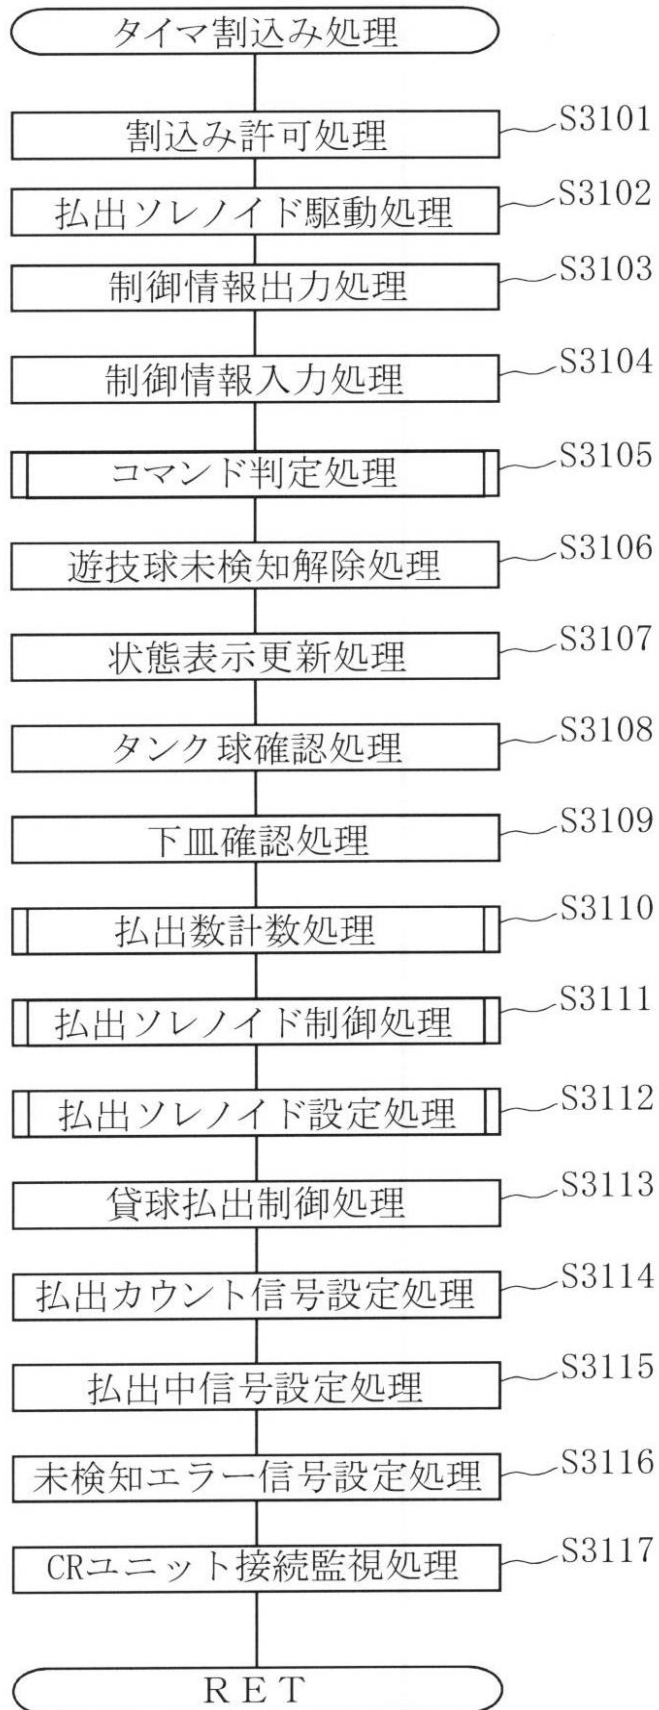 タイマ割込み処理
割込み許可処理 S3101
払出ソレノイド駆動処理 S3102
制御情報出力処理 S3103
制御情報入力処理 S3104
コマンド判定処理 S3105
遊技球未検知解除処理 S3106
状態表示更新処理 S3107
タンク球確認処理 S3108
下皿確認処理 S3109
払出数計数処理 S3110
払出ソレノイド制御処理 S3111
払出ソレノイド設定処理 S3112
貸球払出制御処理 S3113
払出カウント信号設定処理 S3114
払出中信号設定処理 S3115
未検知エラー信号設定処理 S3116
CRユニット接続監視処理 S3117
RET